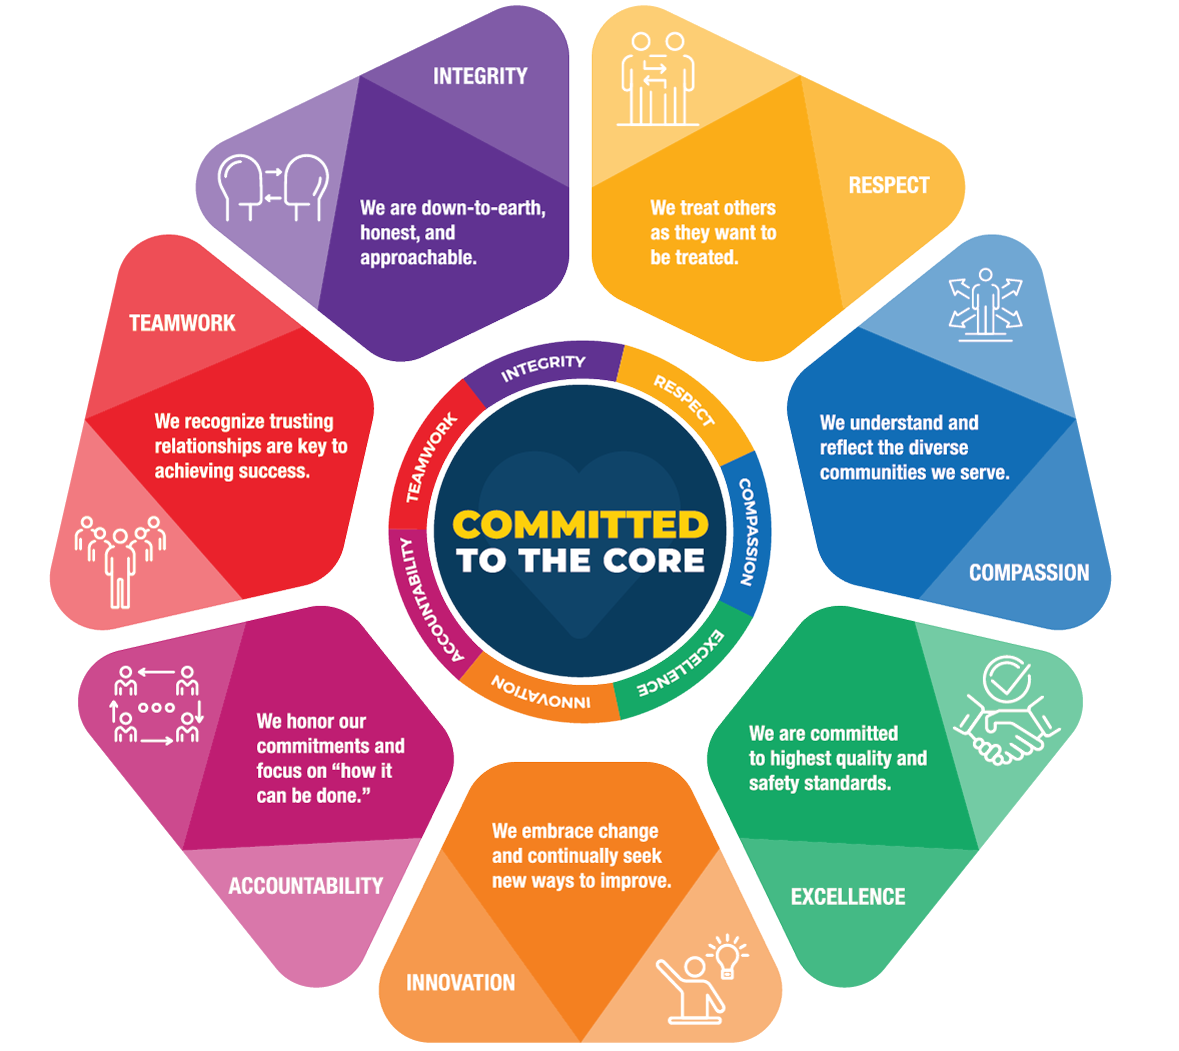 INTEGRITY
We are down-to-earth,
honest, and
approachable.
RESPECT
We treat others
as they want to
be treated.
TEAMWORK
We recognize trusting
relationships are key to
achieving success.
We understand and
reflect the diverse
communities we serve.
COMPASSION
INTEGRITY
RESPECT
COMPASSION
EXCELLENCE
INNOVATION
ACCOUNTABILITY
TEAMWORK
COMMITTED
TO THE CORE
We honor our
commitments and
focus on “how it
can be done.”
ACCOUNTABILITY
We are committed
to highest quality and
safety standards.
EXCELLENCE
We embrace change
and continually seek
new ways to improve.
INNOVATION